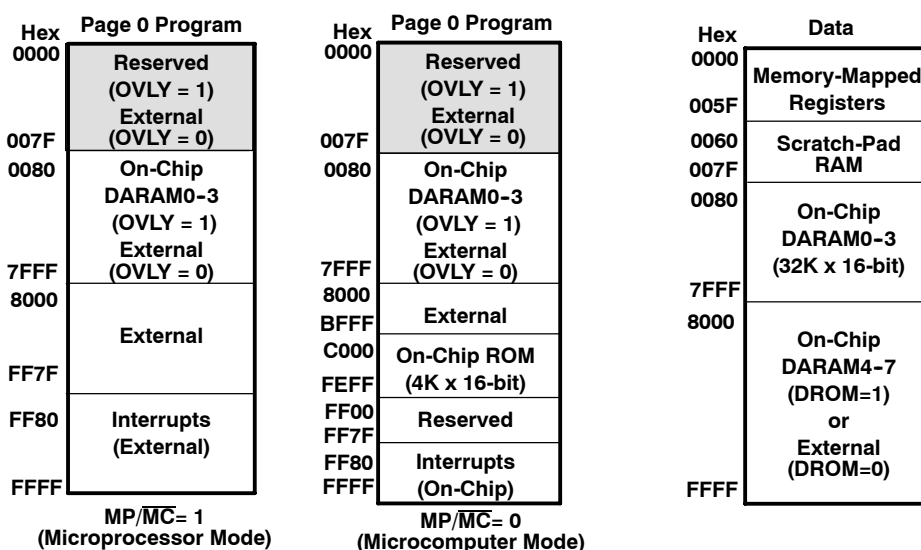 Hex
Page 0 Program
0000
Reserved
(OVLY = 1)
External
(OVLY = 0)
007F
0080
On-Chip
DARAM0-3
(OVLY = 1)
External
(OVLY = 0)
7FFF
8000
External
FF7F
FF80
Interrupts
(External)
FFFF
MP/MC= 1
(Microprocessor Mode)
Hex
Page 0 Program
0000
Reserved
(OVLY = 1)
External
(OVLY = 0)
007F
0080
On-Chip
DARAM0-3
(OVLY = 1)
External
(OVLY = 0)
7FFF
8000
External
BFFF
C000
On-Chip ROM
(4K x 16-bit)
FEFF
FF00
Reserved
FF7F
FF80
Interrupts
(On-Chip)
FFFF
MP/MC= 0
(Microcomputer Mode)
Hex
Data
0000
Memory-Mapped
Registers
005F
0060
Scratch-Pad
RAM
007F
0080
On-Chip
DARAM0-3
(32K x 16-bit)
7FFF
8000
On-Chip
DARAM4-7
(DROM=1)
or
External
(DROM=0)
FFFF